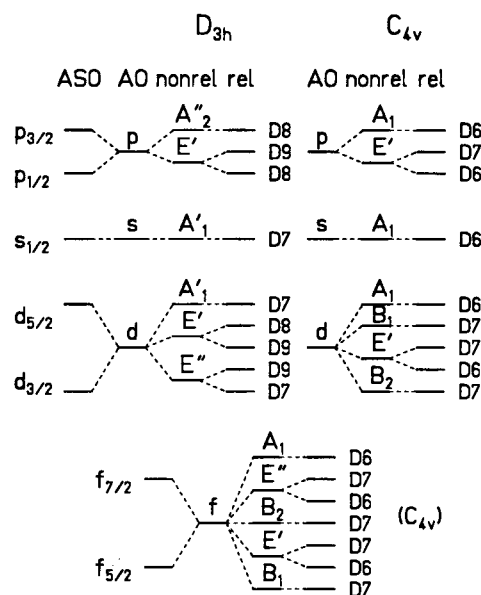 D3h C4v
ASO AO nonrel rel AO nonrel rel
A"2 A1
p3/2 p D8 p D6
E' D9 E' D7
p1/2 D8 D6
s A'1 s A1
s1/2 D7 D6
A'1 A1
d5/2 D7 D6
E' D8 B1 D7
d D9 d E' D7
E" D9 D6
d3/2 D7 B2 D7
A1 D6
f7/2 E" D7
D6
f B2 D7 (C4v)
E' D7
f5/2 D6
B1 D7